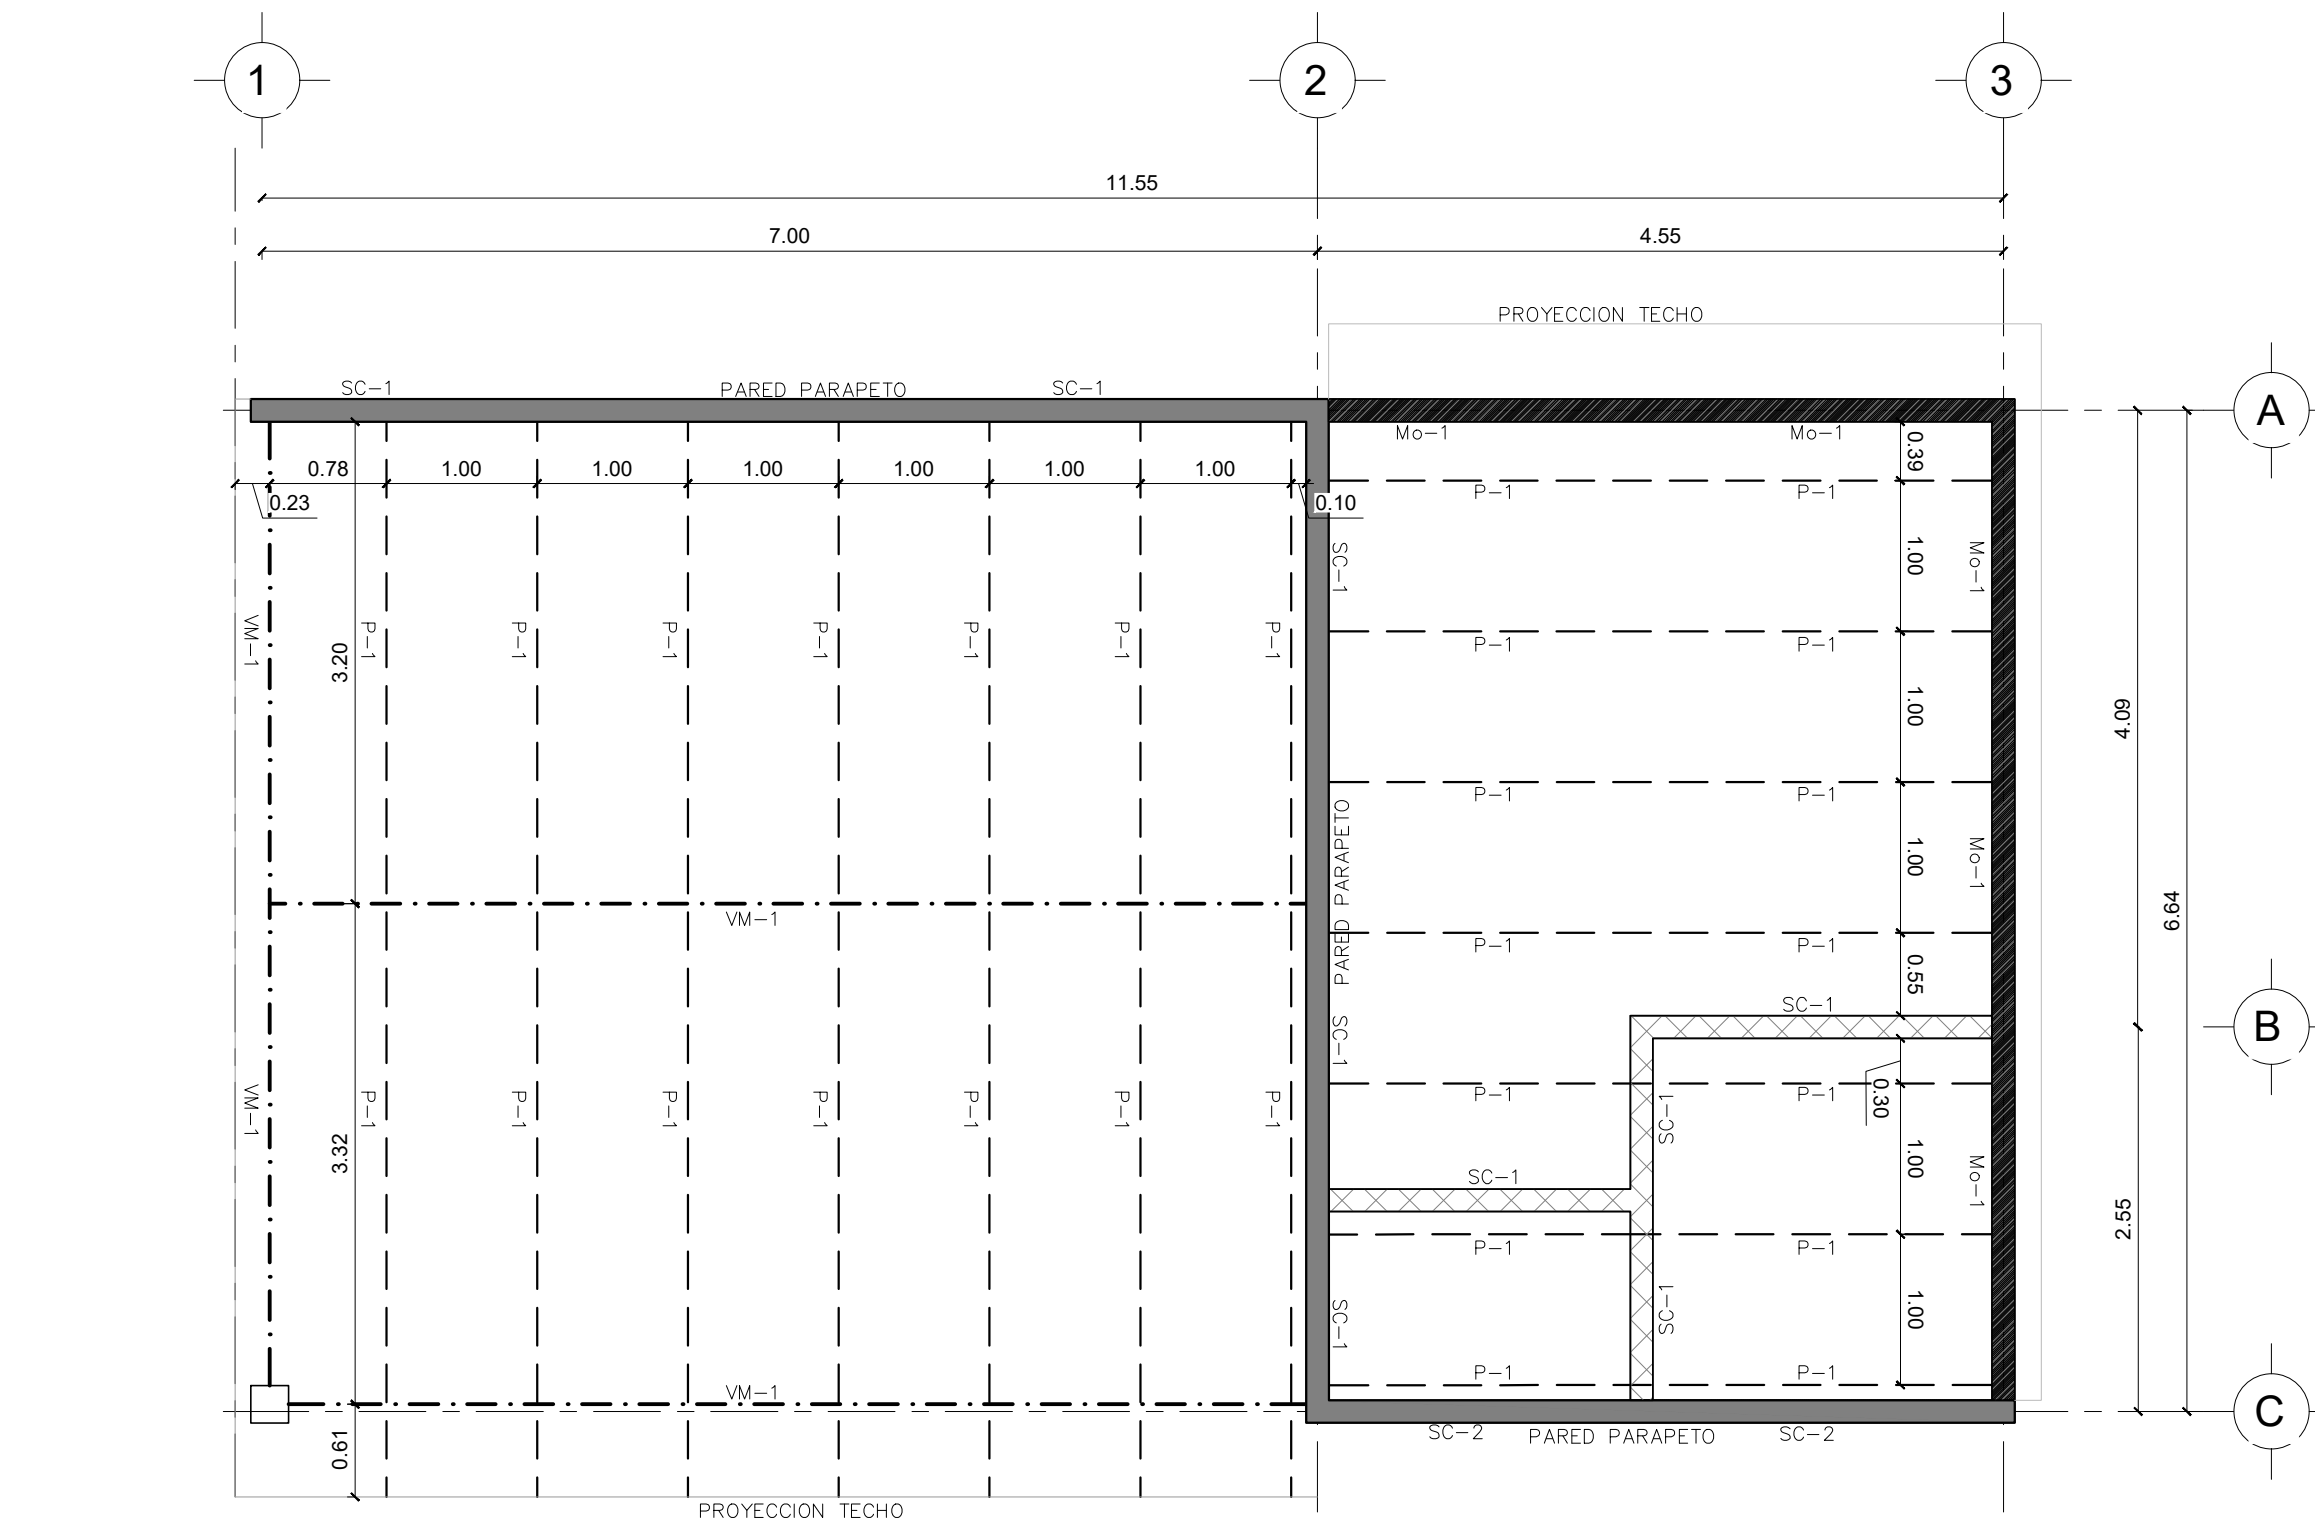 1
2
3
11.55
7.00
4.55
PROYECCION TECHO
SC-1
PARED PARAPETO
SC-1
A
Mo-1
Mo-1
0.39
0.78
1.00
1.00
1.00
1.00
1.00
1.00
0.23
0.10
P-1
P-1
SC-1
1.00
Mo-1
VM-1
3.20
P-1
P-1
P-1
P-1
P-1
P-1
P-1
P-1
P-1
1.00
4.09
P-1
P-1
PARED PARAPETO
1.00
Mo-1
6.64
VM-1
P-1
P-1
0.55
SC-1
B
SC-1
VM-1
3.32
P-1
P-1
P-1
P-1
P-1
P-1
P-1
P-1
P-1
SC-1
0.30
1.00
Mo-1
SC-1
2.55
P-1
P-1
SC-1
SC-1
1.00
P-1
P-1
VM-1
C
0.61
SC-2
PARED PARAPETO
SC-2
PROYECCION TECHO